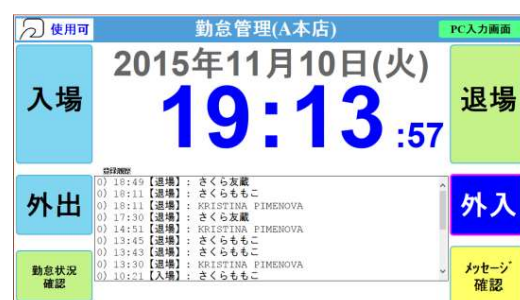 使用可
勤怠管理(A本店)
PC入力画面
入場
2015年11月10日(火)
19:13:57
退場
外出
登録履歴
0) 18:49【退場】: さくら友蔵
0) 18:11【退場】: さくらももこ
0) 18:11【退場】: KRISTINA PIMENOVA
0) 17:30【退場】: さくら友蔵
0) 14:51【退場】: KRISTINA PIMENOVA
0) 13:45【退場】: さくらももこ
0) 13:43【退場】: さくらももこ
0) 13:30【退場】: KRISTINA PIMENOVA
0) 10:21【入場】: さくらももこ
外入
勤怠状況
確認
メッセージ
確認